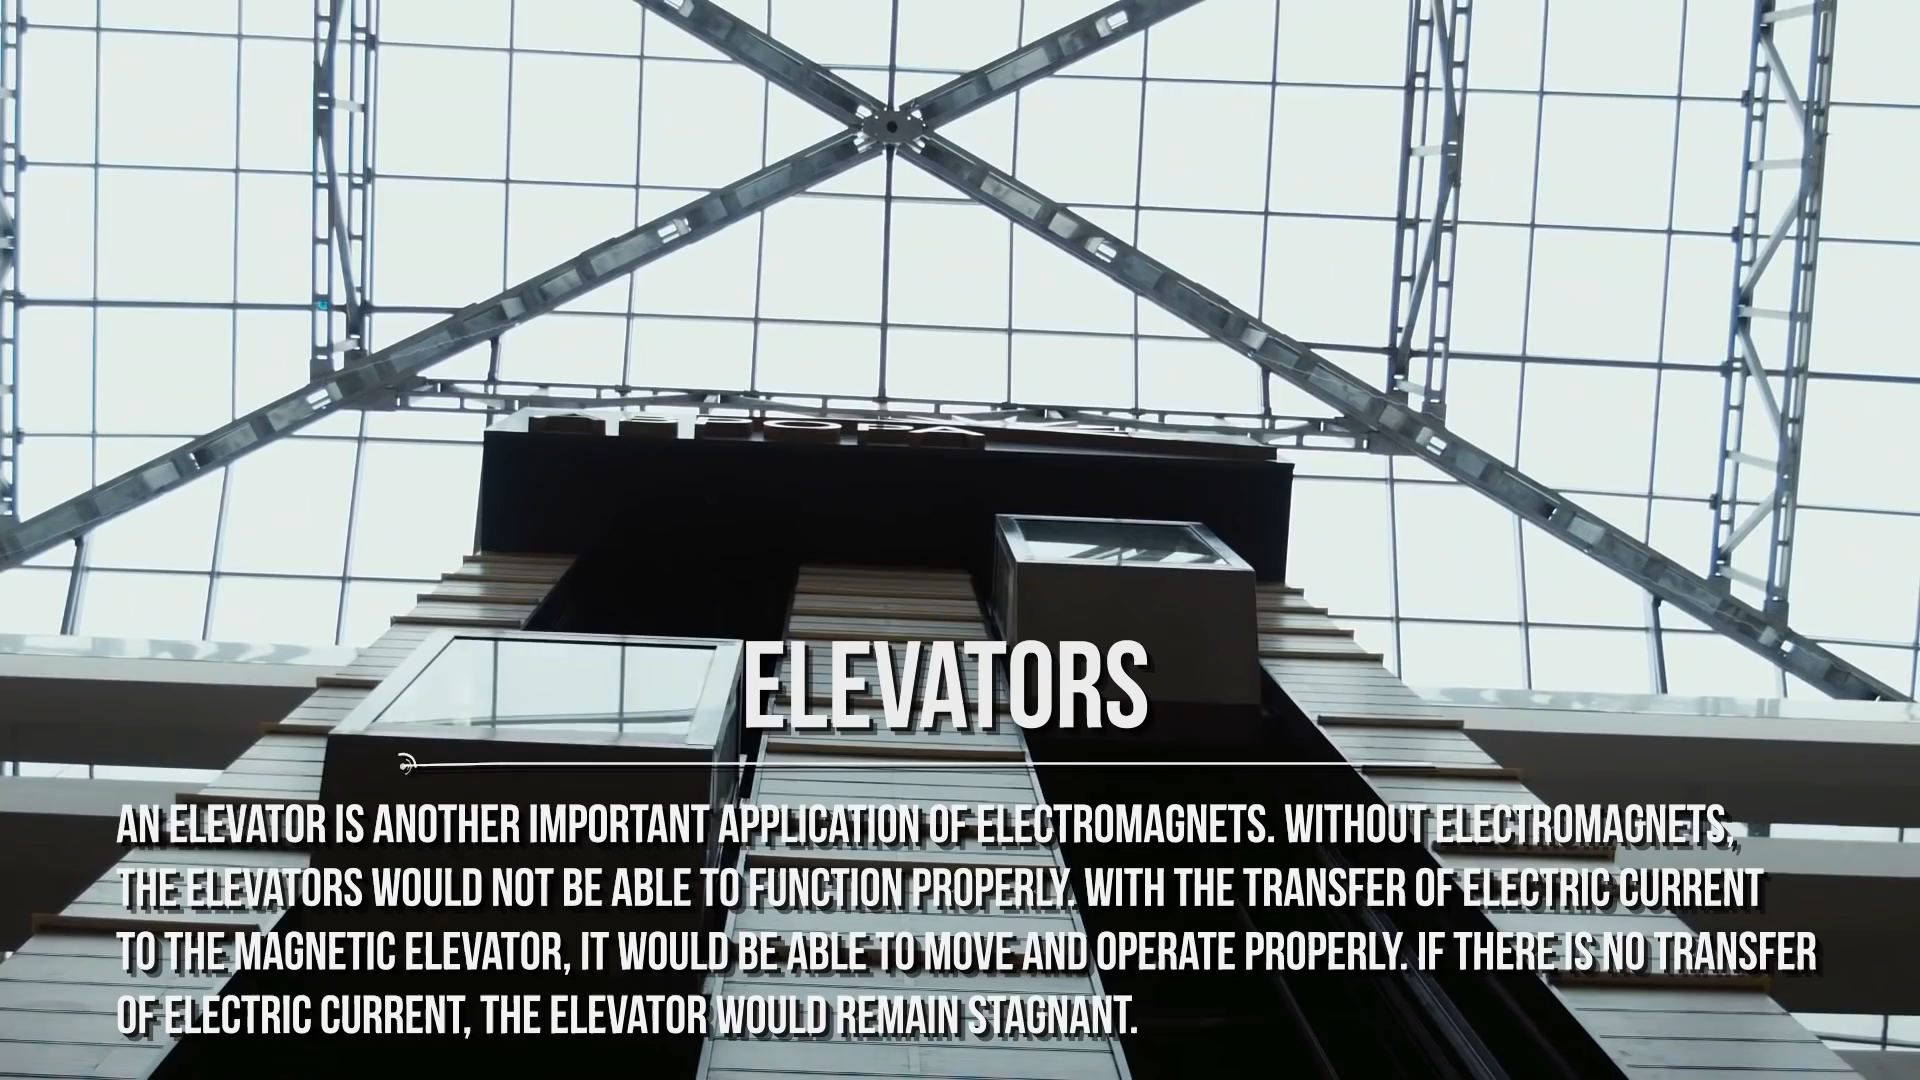 ELEVATORS
AN ELEVATOR IS ANOTHER IMPORTANT APPLICATION OF ELECTROMAGNETS. WITHOUT ELECTROMAGNETS,
THE ELEVATORS WOULD NOT BE ABLE TO FUNCTION PROPERLY. WITH THE TRANSFER OF ELECTRIC CURRENT
TO THE MAGNETIC ELEVATOR, IT WOULD BE ABLE TO MOVE AND OPERATE PROPERLY. IF THERE IS NO TRANSFER
OF ELECTRIC CURRENT, THE ELEVATOR WOULD REMAIN STAGNANT.